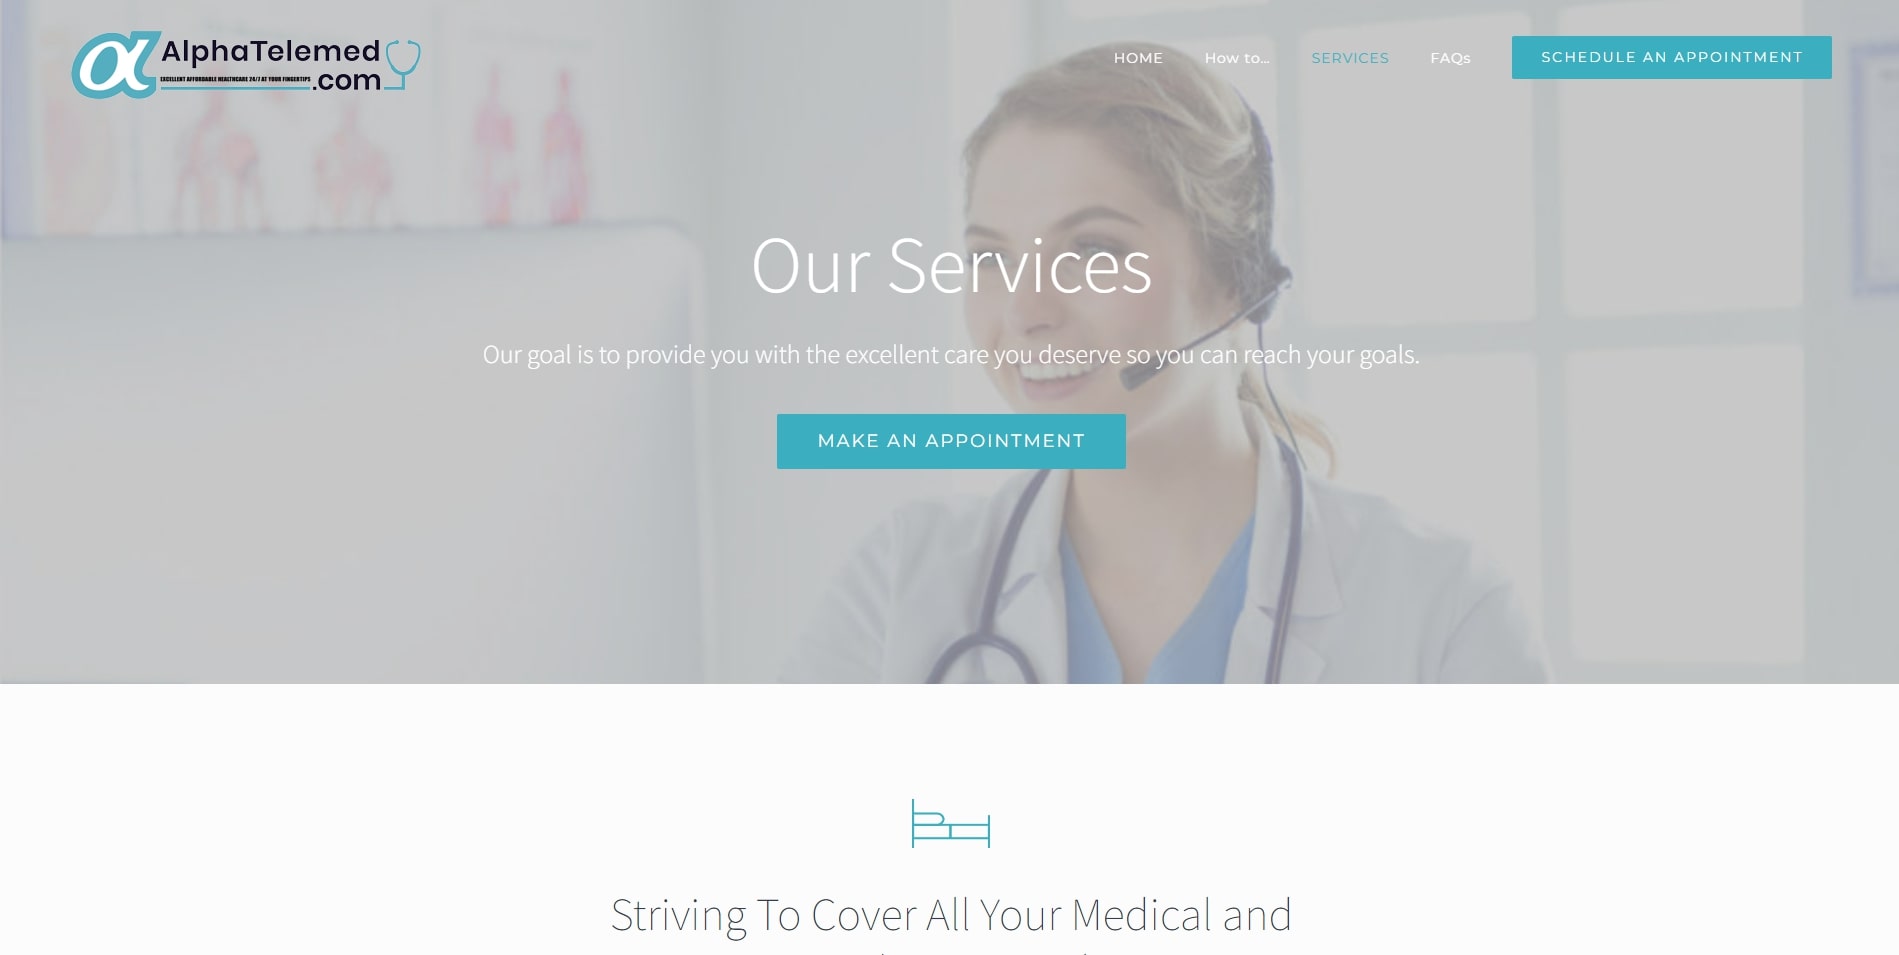 AlphaTelemed
EXCELLENT AFFORDABLE HEALTHCARE 24/7 AT YOUR FINGERTIPS
.com
HOME
How to...
SERVICES
FAQs
SCHEDULE AN APPOINTMENT
Our Services
Our goal is to provide you with the excellent care you deserve so you can reach your goals.
MAKE AN APPOINTMENT
Striving To Cover All Your Medical and